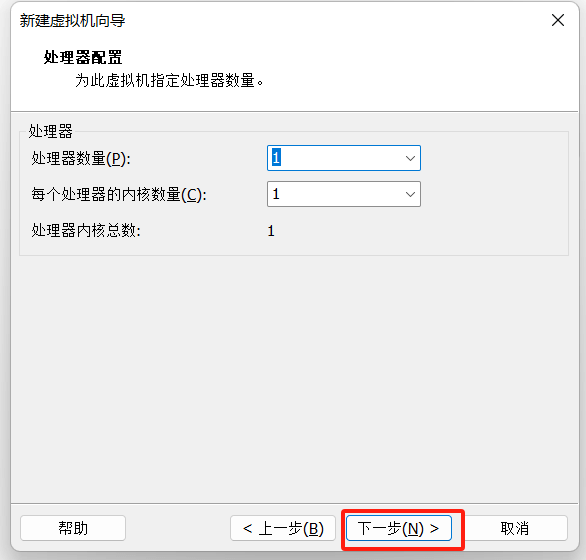 新建虚拟机向导
处理器配置
为此虚拟机指定处理器数量。
处理器
处理器数量(P): 1
每个处理器的内核数量(C): 1
处理器内核总数: 1
帮助 < 上一步(B) 下一步(N) > 取消